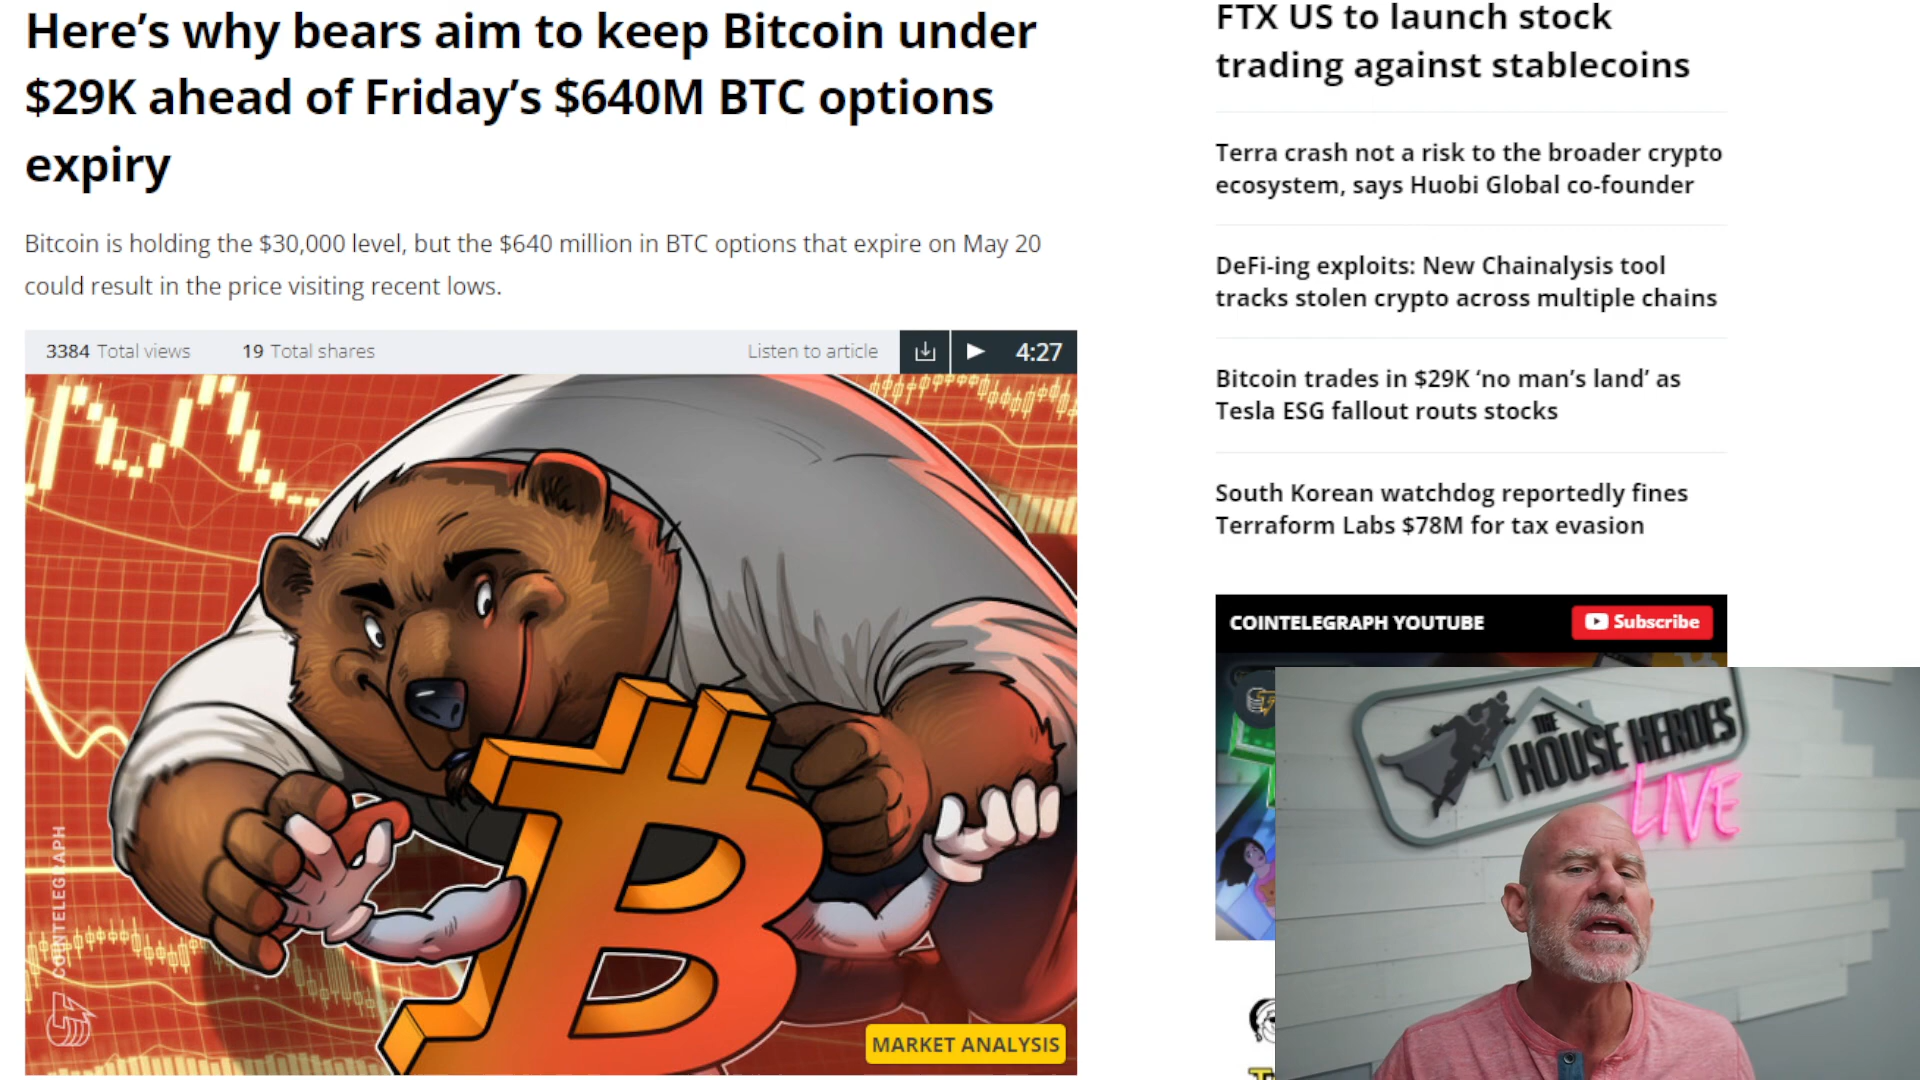 Here’s why bears aim to keep Bitcoin under
$29K ahead of Friday’s $640M BTC options
expiry
Bitcoin is holding the $30,000 level, but the $640 million in BTC options that expire on May 20
could result in the price visiting recent lows.
3384 Total views
19 Total shares
Listen to article
4:27
COINTELEGRAPH
MARKET ANALYSIS
FTX US to launch stock
trading against stablecoins
Terra crash not a risk to the broader crypto
ecosystem, says Huobi Global co-founder
DeFi-ing exploits: New Chainalysis tool
tracks stolen crypto across multiple chains
Bitcoin trades in $29K ‘no man’s land’ as
Tesla ESG fallout routs stocks
South Korean watchdog reportedly fines
Terraform Labs $78M for tax evasion
COINTELEGRAPH YOUTUBE
Subscribe
THE
HOUSE HEROES
LIVE